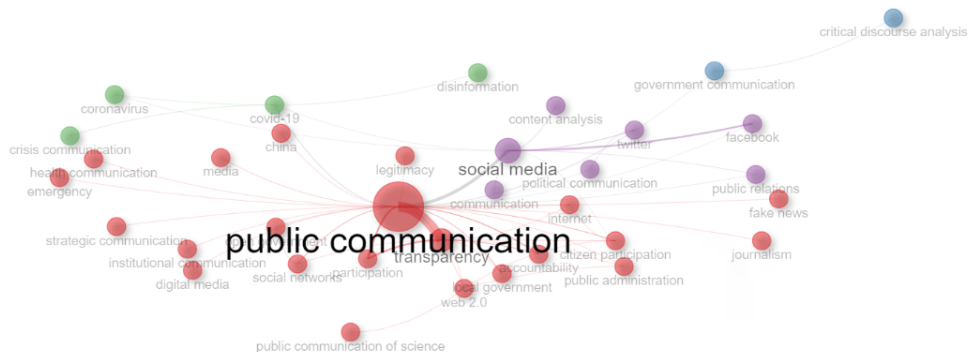 critical discourse analysis
government communication
disinformation
coronavirus
content analysis
covid-19
twitter
facebook
crisis communication
china
health communication
media
legitimacy
social media
emergency
political communication
public relations
communication
internet
fake news
strategic communication
open government
public communication
transparency
citizen participation
journalism
institutional communication
participation
accountability
digital media
social networks
local government
public administration
web 2.0
public communication of science